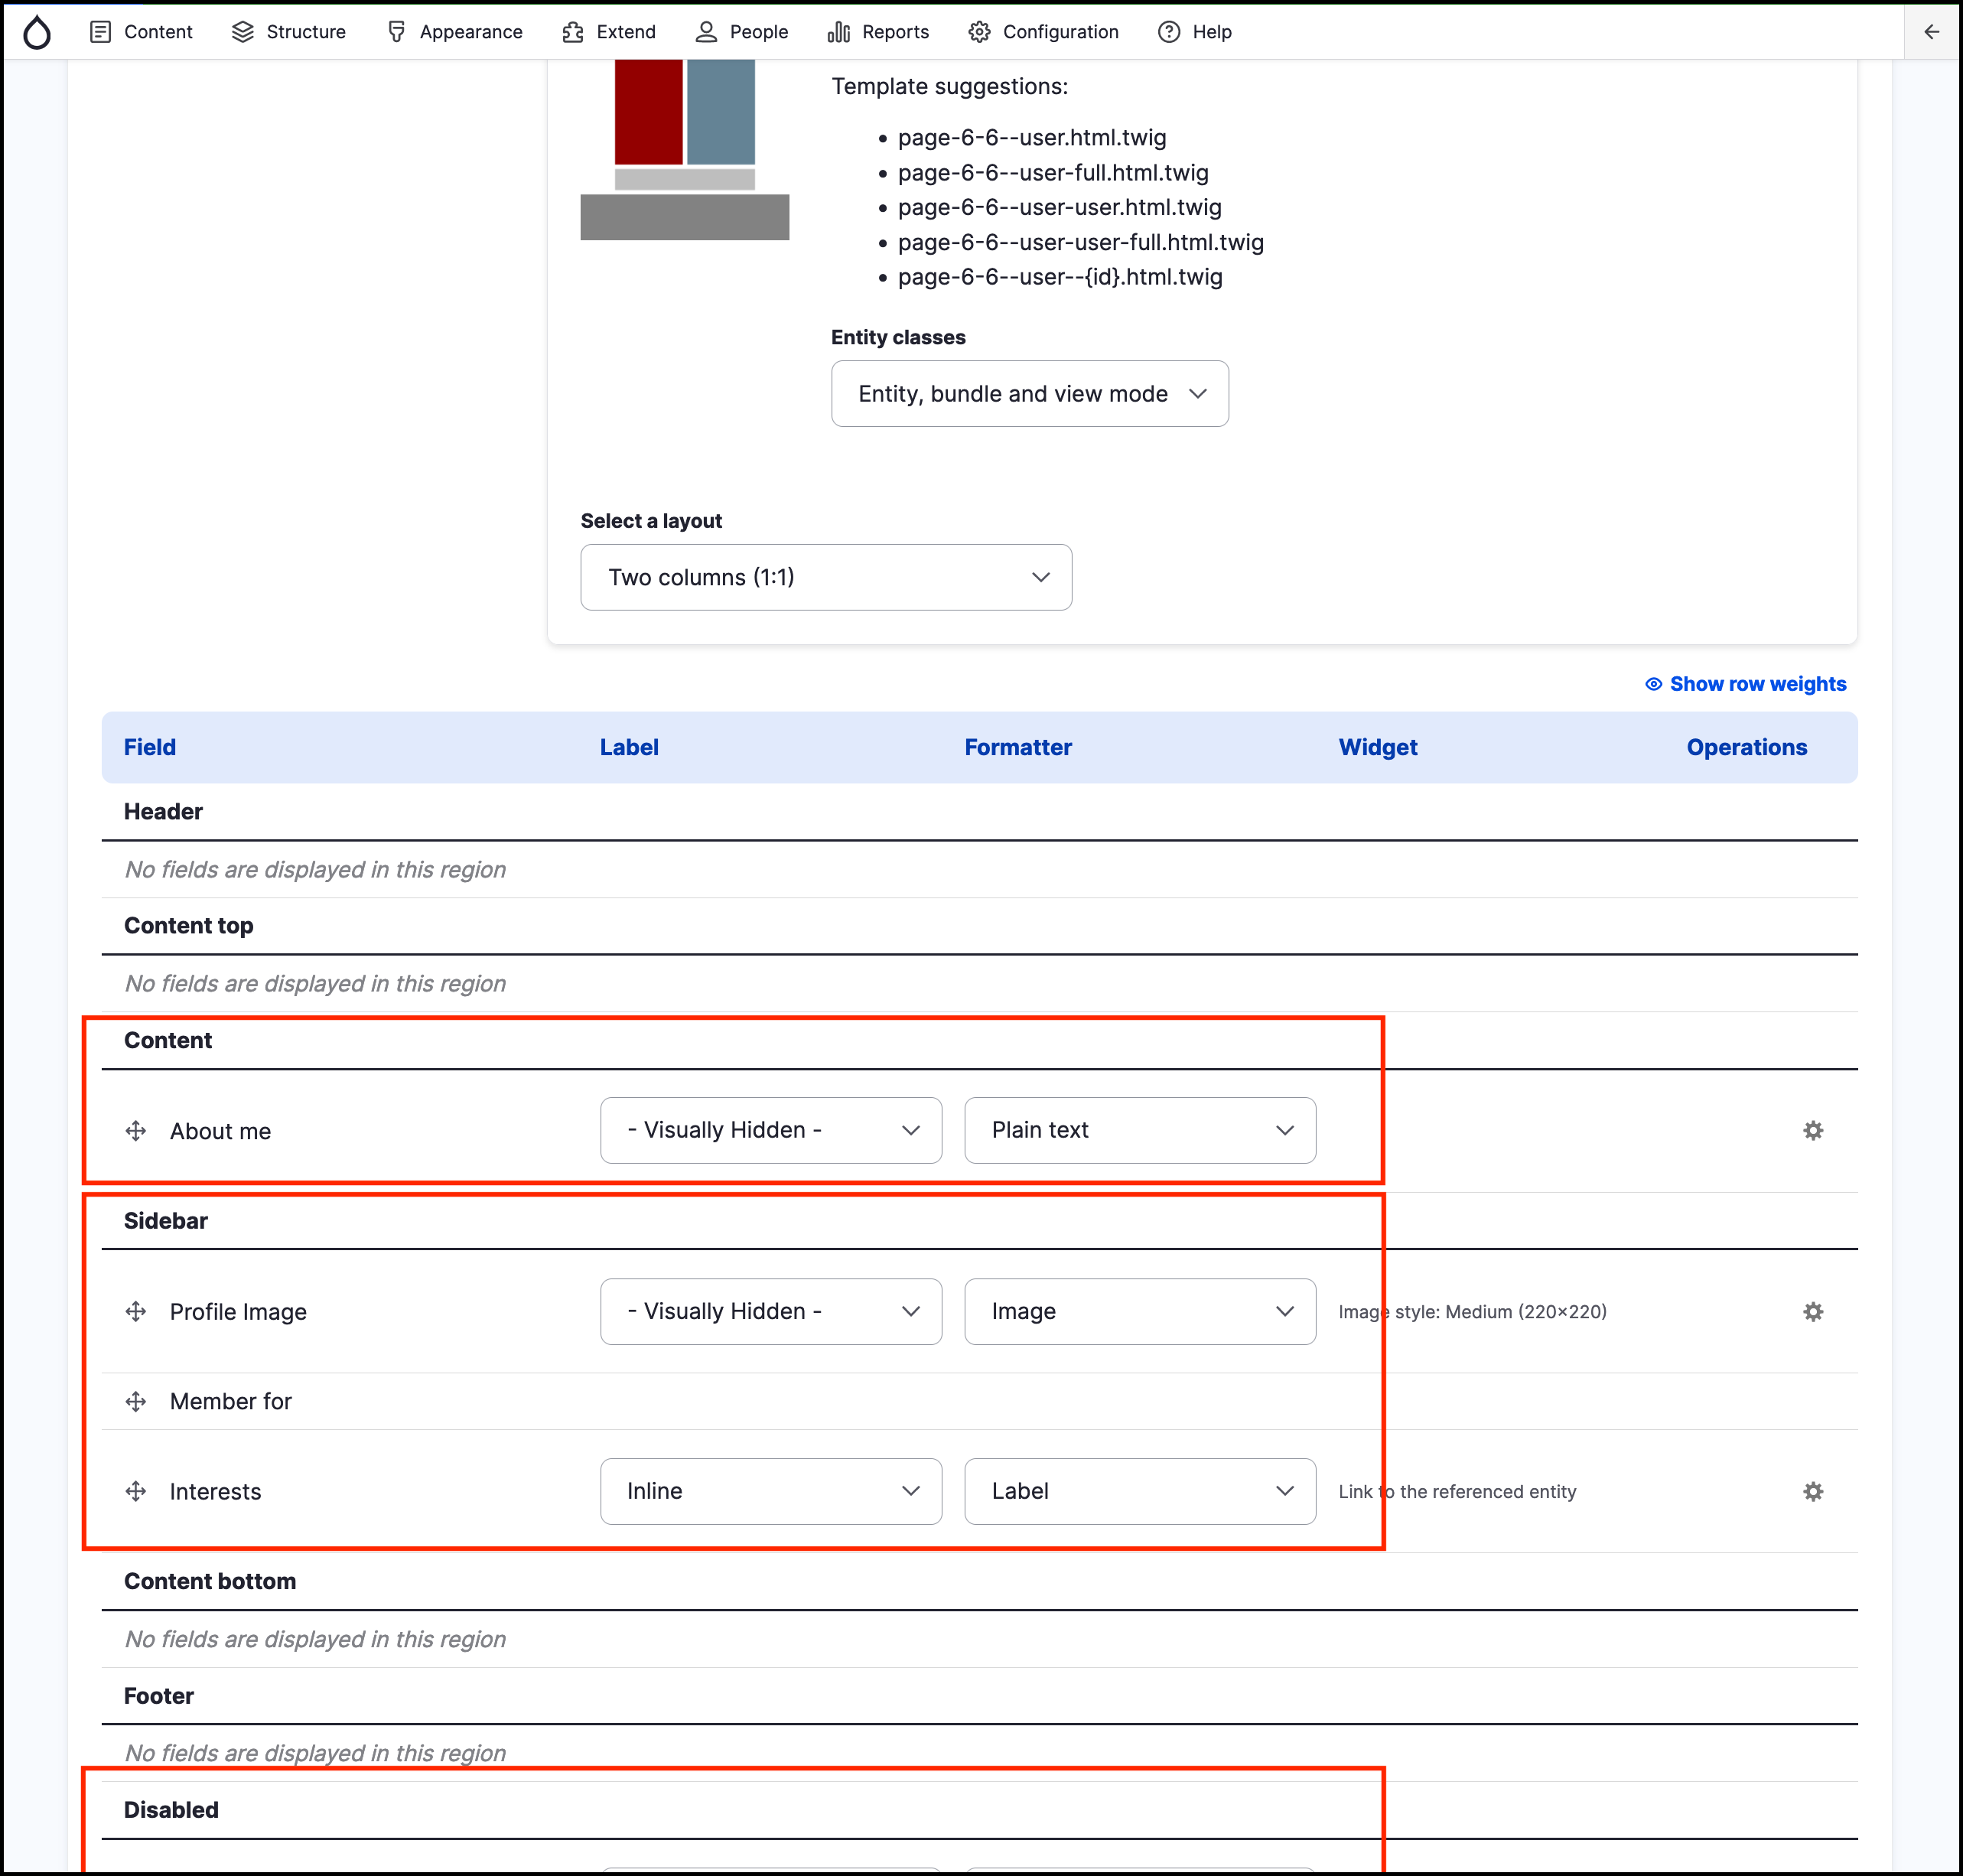 Content Structure Appearance Extend People Reports Configuration Help
Template suggestions:
page-6-6--user.html.twig
page-6-6--user-full.html.twig
page-6-6--user-user.html.twig
page-6-6--user-user-full.html.twig
page-6-6--user--{id}.html.twig
Entity classes
Entity, bundle and view mode
Select a layout
Two columns (1:1)
Show row weights
Field Label Formatter Widget Operations
Header
No fields are displayed in this region
Content top
No fields are displayed in this region
Content
About me - Visually Hidden - Plain text
Sidebar
Profile Image - Visually Hidden - Image Image style: Medium (220×220)
Member for
Interests Inline Label Link to the referenced entity
Content bottom
No fields are displayed in this region
Footer
No fields are displayed in this region
Disabled